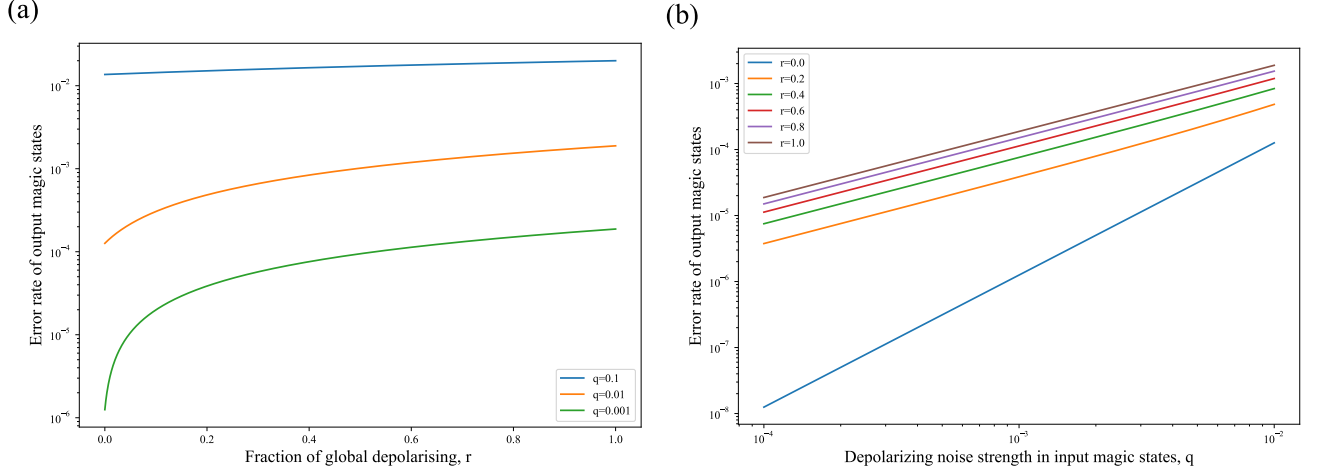 (a)
Error rate of output magic states
10⁻²
10⁻³
10⁻⁴
10⁻⁵
10⁻⁶
0.0 0.2 0.4 0.6 0.8 1.0
Fraction of global depolarising, r
q=0.1
q=0.01
q=0.001
(b)
Error rate of output magic states
10⁻³
10⁻⁴
10⁻⁵
10⁻⁶
10⁻⁷
10⁻⁸
10⁻⁴ 10⁻³ 10⁻²
Depolarizing noise strength in input magic states, q
r=0.0
r=0.2
r=0.4
r=0.6
r=0.8
r=1.0